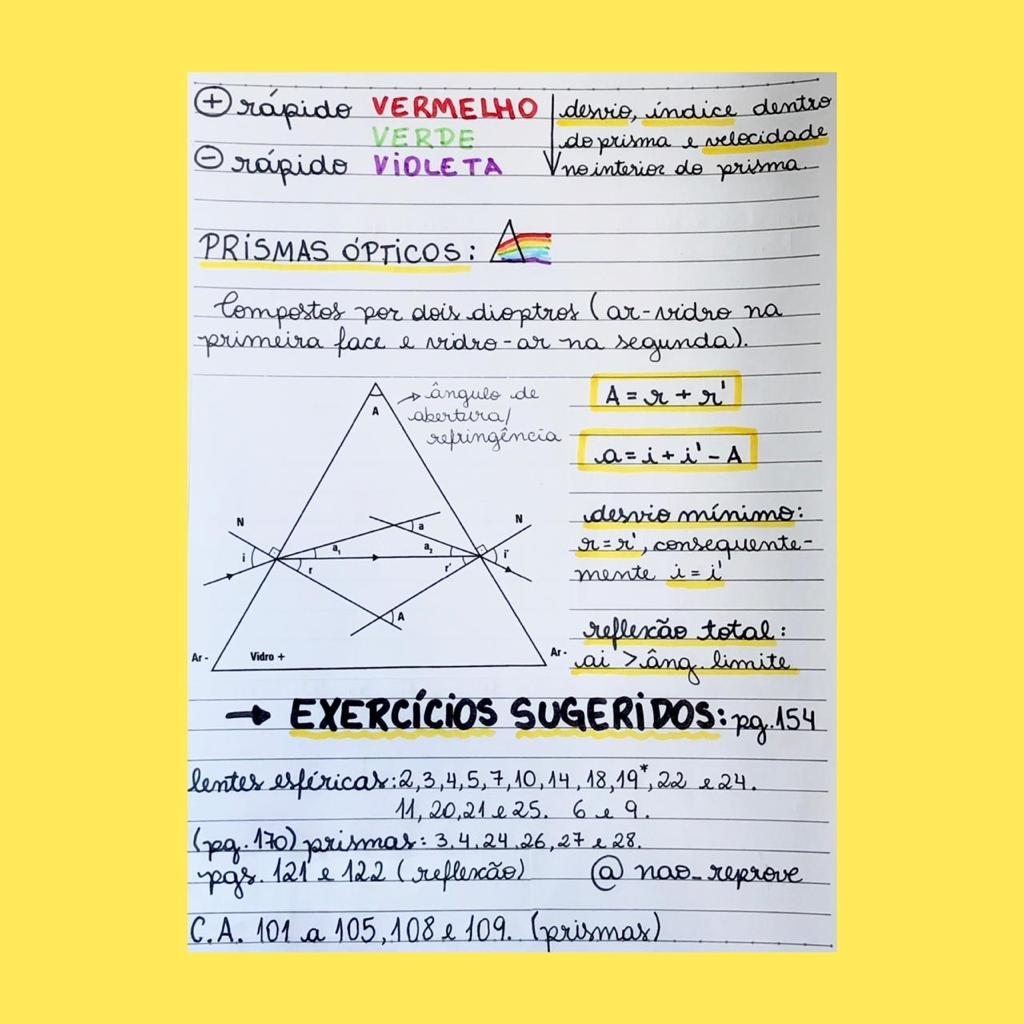 + rápido VERMELHO desvio, índice dentro
VERDE do prisma e velocidade
- rápido VIOLETA no interior do prisma.
PRISMAS ÓPTICOS:
Compostos por dois dioptros (ar-vidro na
primeira face e vidro-ar na segunda).
ângulo de
abertura/
refringência
A
A = r + r'
a = i + i' - A
desvio mínimo:
r = r', consequente-
mente i = i'
reflexão total:
ai > âng. limite
N
N
a
i
a₁
a₂
i'
r
r'
A
Ar -
Vidro +
Ar -
→ EXERCÍCIOS SUGERIDOS: pg. 154
lentes esféricas: 2, 3, 4, 5, 7, 10, 14, 18, 19*, 22 e 24.
11, 20, 21 e 25. 6 e 9.
(pg. 170) prismas: 3. 4. 24. 26, 27 e 28.
pgs. 121 e 122 (reflexão) @nao_reprove
C.A. 101 a 105, 108 e 109. (prismas)